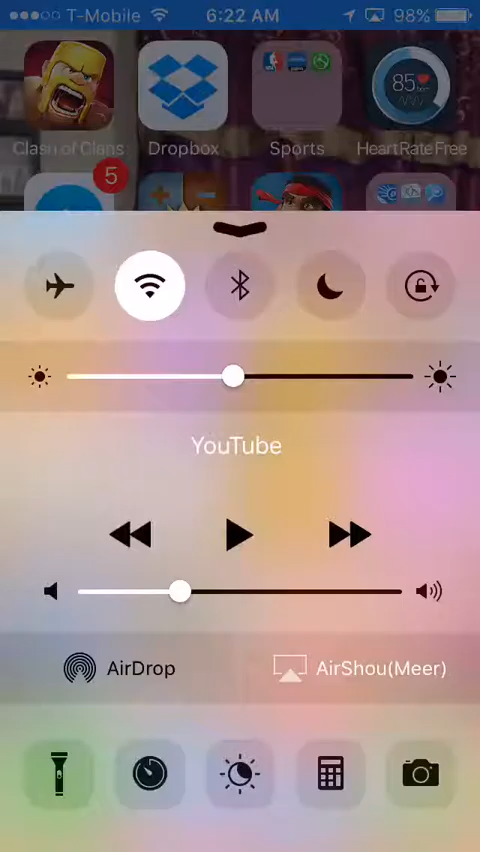 T-Mobile 6:22 AM 98%
Clash of Clans Dropbox Sports HeartRateFree
85
5
YouTube
AirDrop AirShou(Meer)